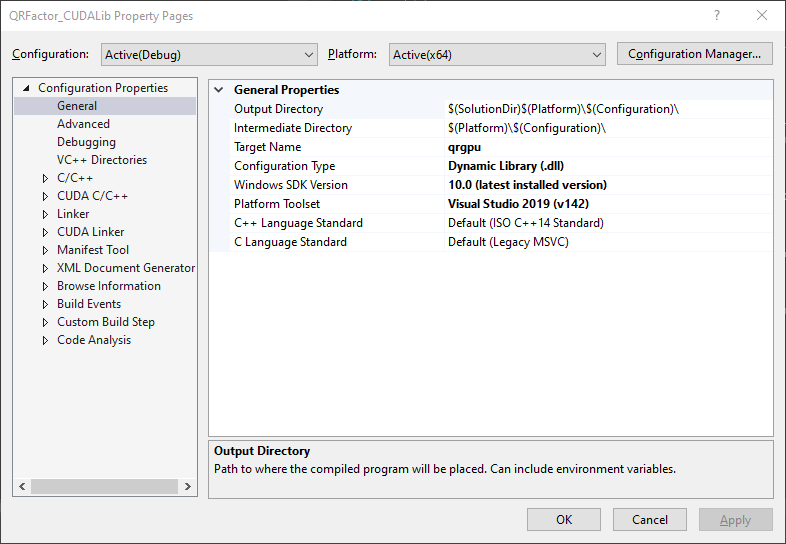 QRFactor_CUDALib Property Pages
Configuration: Active(Debug) Platform: Active(x64) Configuration Manager...
Configuration Properties
General
Advanced
Debugging
VC++ Directories
C/C++
CUDA C/C++
Linker
CUDA Linker
Manifest Tool
XML Document Generator
Browse Information
Build Events
Custom Build Step
Code Analysis
General Properties
Output Directory $(SolutionDir)$(Platform)\$(Configuration)\
Intermediate Directory $(Platform)\$(Configuration)\
Target Name qrgpu
Configuration Type Dynamic Library (.dll)
Windows SDK Version 10.0 (latest installed version)
Platform Toolset Visual Studio 2019 (v142)
C++ Language Standard Default (ISO C++14 Standard)
C Language Standard Default (Legacy MSVC)
Output Directory
Path to where the compiled program will be placed. Can include environment variables.
OK Cancel Apply